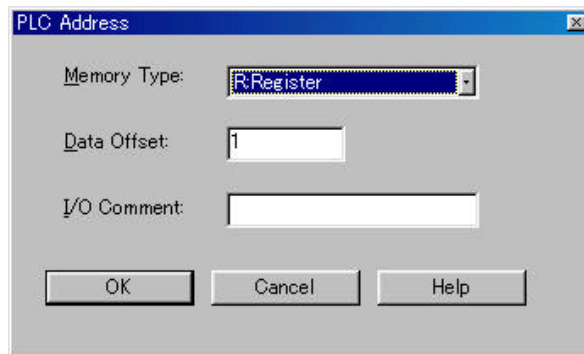 PLC Address
Memory Type: R:Register
Data Offset: 1
I/O Comment:
OK Cancel Help